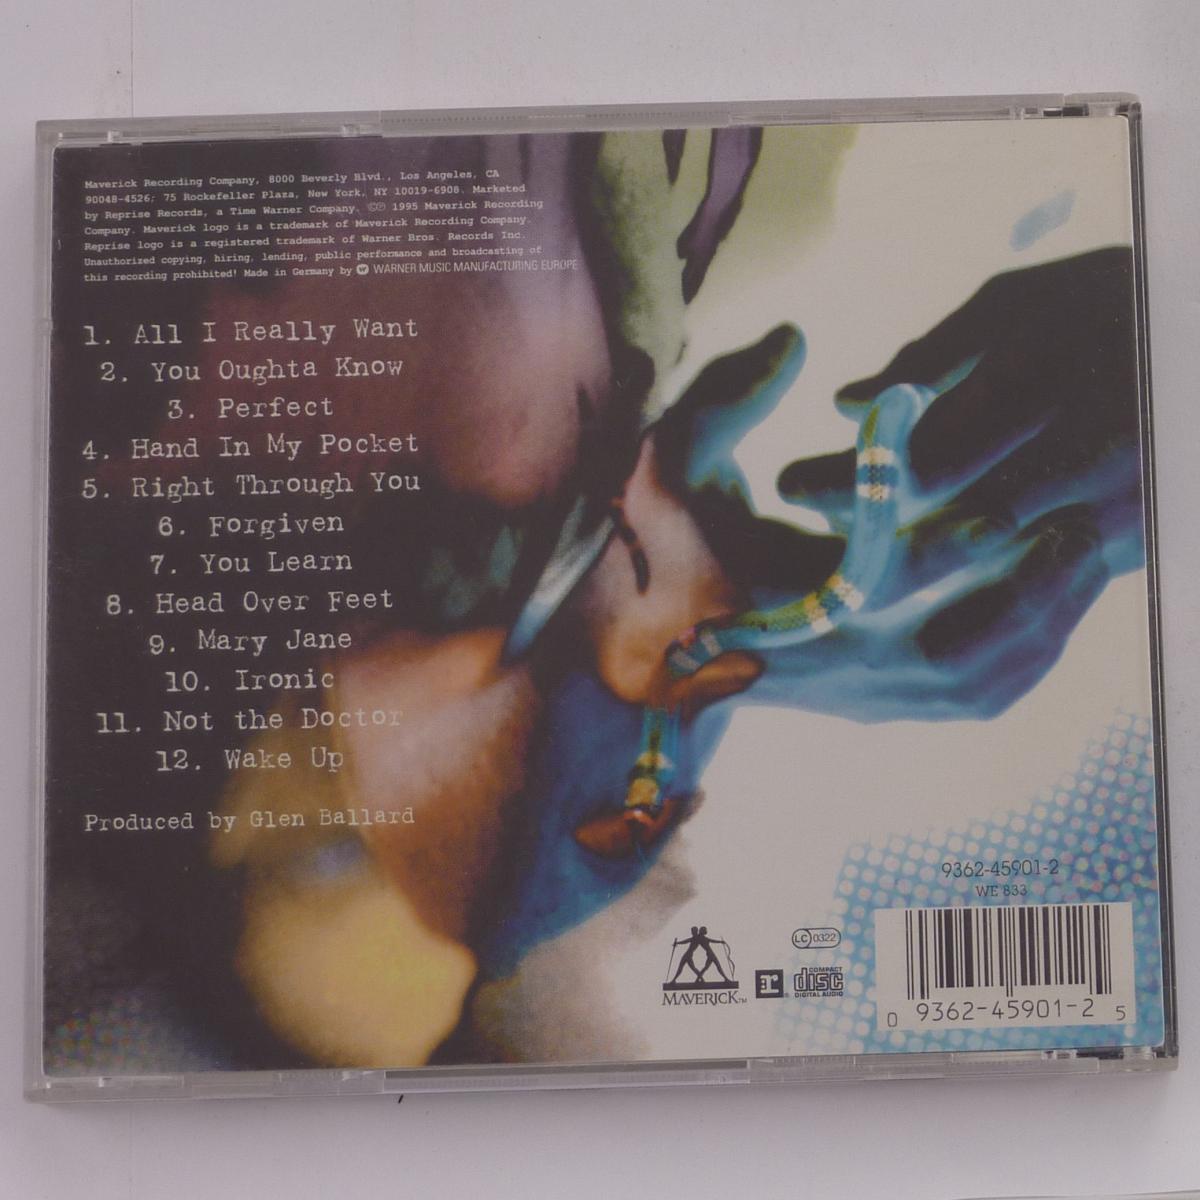 Maverick Recording Company, 8000 Beverly Blvd., Los Angeles, CA
90048-4526; 75 Rockefeller Plaza, New York, NY 10019-6908. Marketed
by Reprise Records, a Time Warner Company. ©℗ 1995 Maverick Recording
Company. Maverick logo is a trademark of Maverick Recording Company.
Reprise logo is a registered trademark of Warner Bros. Records Inc.
Unauthorized copying, hiring, lending, public performance and broadcasting of
this recording prohibited! Made in Germany by WARNER MUSIC MANUFACTURING EUROPE
1. All I Really Want
2. You Oughta Know
3. Perfect
4. Hand In My Pocket
5. Right Through You
6. Forgiven
7. You Learn
8. Head Over Feet
9. Mary Jane
10. Ironic
11. Not the Doctor
12. Wake Up
Produced by Glen Ballard
9362-45901-2
WE 833
LC 0322
MAVERICK™
r®
COMPACT
disc
DIGITAL AUDIO
0 9362-45901-2 5